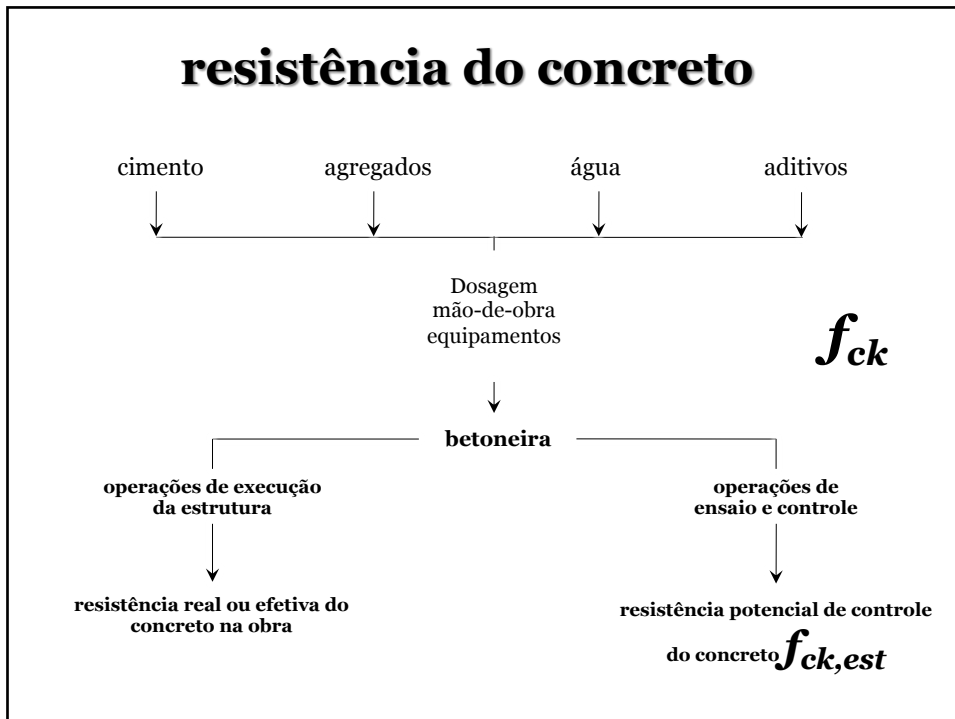 resistência do concreto
cimento
agregados
água
aditivos
Dosagem
mão-de-obra
equipamentos
fck
betoneira
operações de execução
da estrutura
operações de
ensaio e controle
resistência real ou efetiva do
concreto na obra
resistência potencial de controle
do concreto fck,est